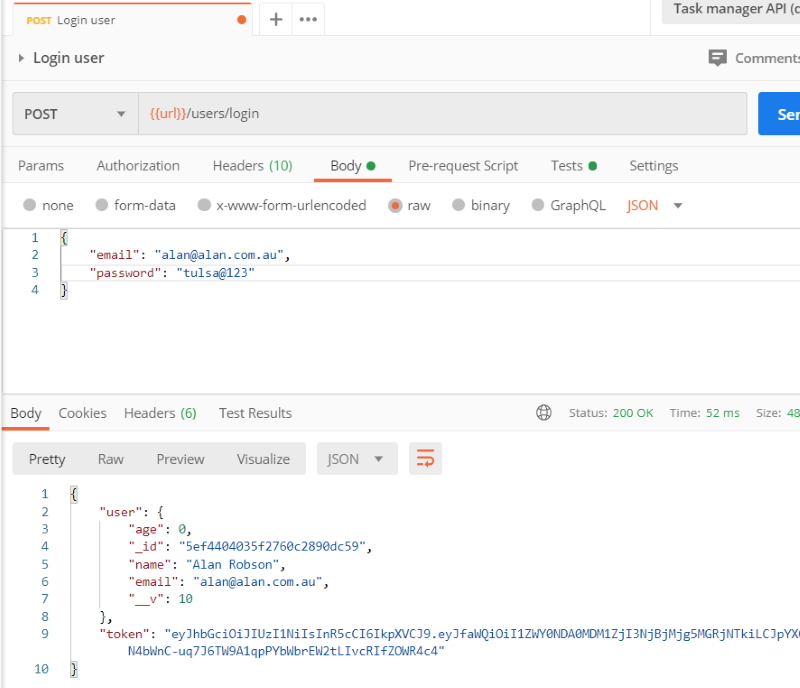 POST Login user
Task manager API (
Login user
Comments
POST {{url}}/users/login
Params Authorization Headers (10) Body Pre-request Script Tests Settings
none form-data x-www-form-urlencoded raw binary GraphQL JSON
1 {
2 "email": "alan@alan.com.au",
3 "password": "tulsa@123"
4 }
Body Cookies Headers (6) Test Results Status: 200 OK Time: 52 ms Size: 48
Pretty Raw Preview Visualize JSON
1 {
2 "user": {
3 "age": 0,
4 "_id": "5ef4404035f2760c2890dc59",
5 "name": "Alan Robson",
6 "email": "alan@alan.com.au",
7 "__v": 10
8 },
9 "token": "eyJhbGciOiJIUzI1NiIsInR5cCI6IkpXVCJ9.eyJfaWQiOiI1ZWY0NDA0MDM1ZjI3NjBjMjg5MGRjNTkiLCJpYX
N4bWnC-uq7J6TW9A1qpPYbWbrEW2tLIvcRIfZOWR4c4"
10 }